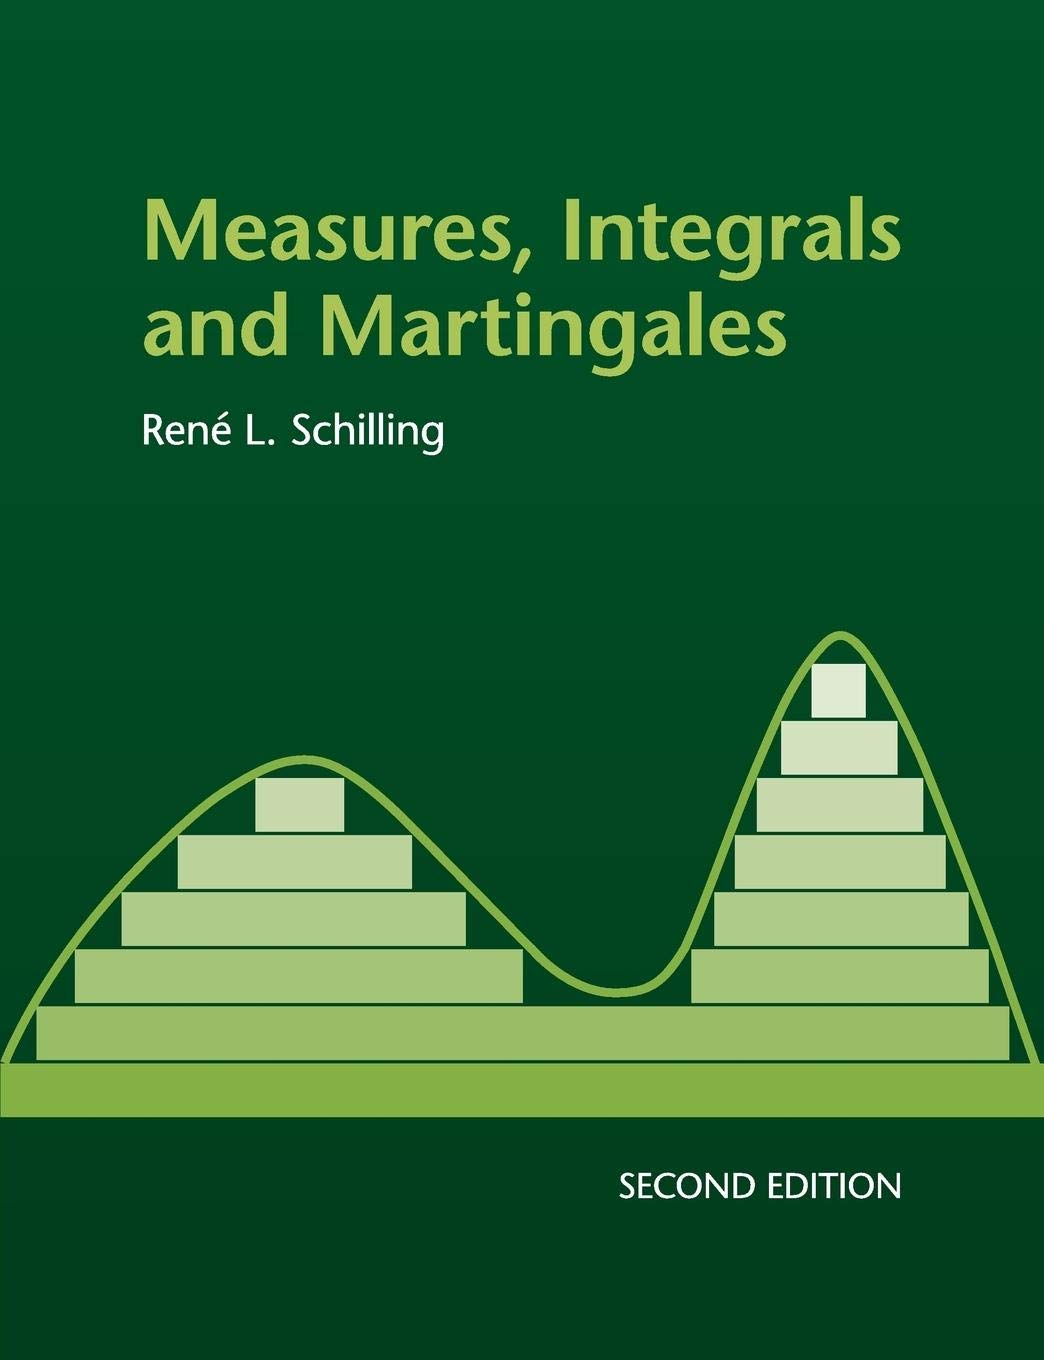 Measures, Integrals
and Martingales
René L. Schilling
SECOND EDITION